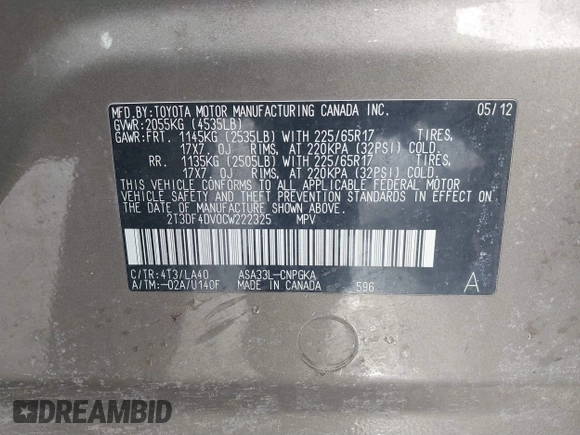 MFD.BY:TOYOTA MOTOR MANUFACTURING CANADA INC. 05/12
GVWR:2055KG (4535LB)
GAWR:FRT. 1145KG (2535LB) WITH 225/65R17 TIRES,
17X7. 0J RIMS, AT 220KPA (32PSI) COLD.
RR. 1135KG (2505LB) WITH 225/65R17 TIRES,
17X7. 0J RIMS, AT 220KPA (32PSI) COLD.
THIS VEHICLE CONFORMS TO ALL APPLICABLE FEDERAL MOTOR
VEHICLE SAFETY AND THEFT PREVENTION STANDARDS IN EFFECT ON
THE DATE OF MANUFACTURE SHOWN ABOVE.
2T3DF4DV0CW222325 MPV
C/TR:4T3/LA40 ASA33L-CNPGKA
A/TM:-02A/U140F MADE IN CANADA 596 A
DREAMBID